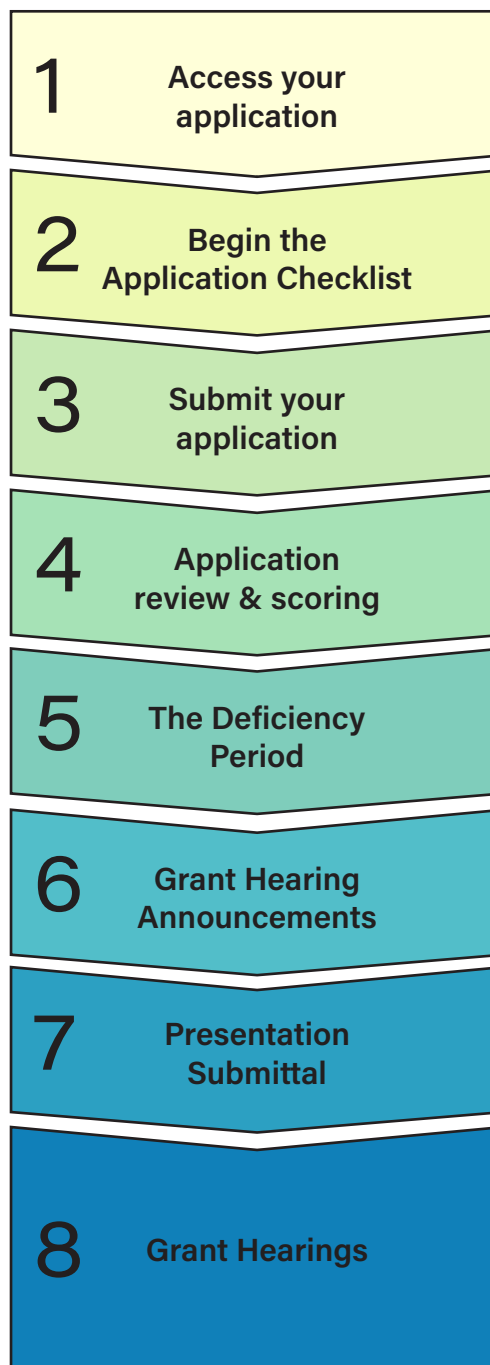 1
Access your
application
2
Begin the
Application Checklist
3
Submit your
application
4
Application
review & scoring
5
The Deficiency
Period
6
Grant Hearing
Announcements
7
Presentation
Submittal
8
Grant Hearings